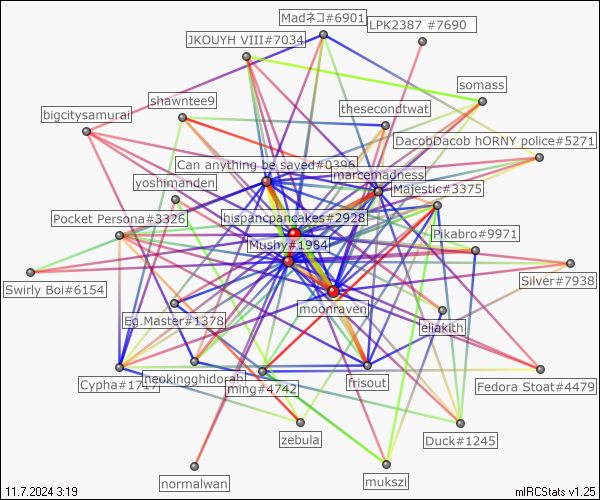 Madネコ#6901
LPK2387 #7690
JKOUYH VIII#7034
somass
shawntee9
thesecondtwat
bigcitysamurai
DacobDacob hORNY police#5271
Can anything be saved#0396
marcemadness
yoshimanden
Majestic#3375
Pocket Persona#3326
hispancpancakes#2928
Pikabro#9971
Mushy#1984
Swirly Boi#6154
Silver#7938
moonraven
Eg.Master#1378
eliakith
Cypha#1717
neokingghidorah
ming#4742
frisout
Fedora Stoat#4479
zebula
Duck#1245
normalwan
mukszi
11.7.2024 3:19
mIRCStats v1.25